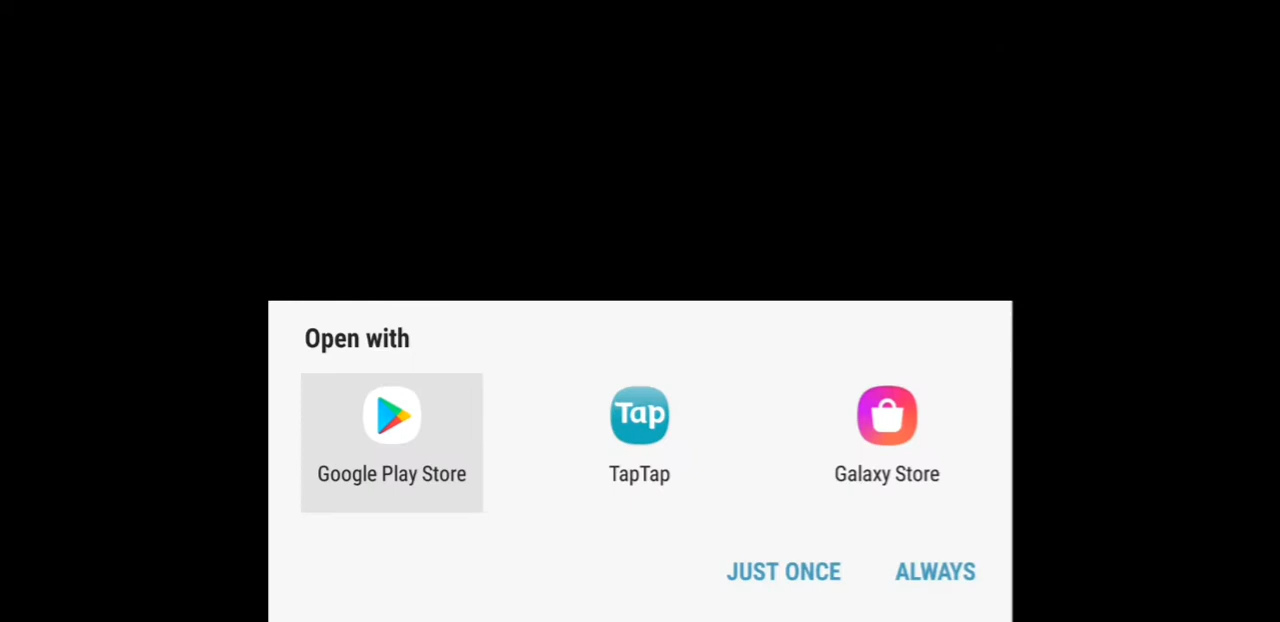 Open with
Tap
Google Play Store
TapTap
Galaxy Store
JUST ONCE
ALWAYS